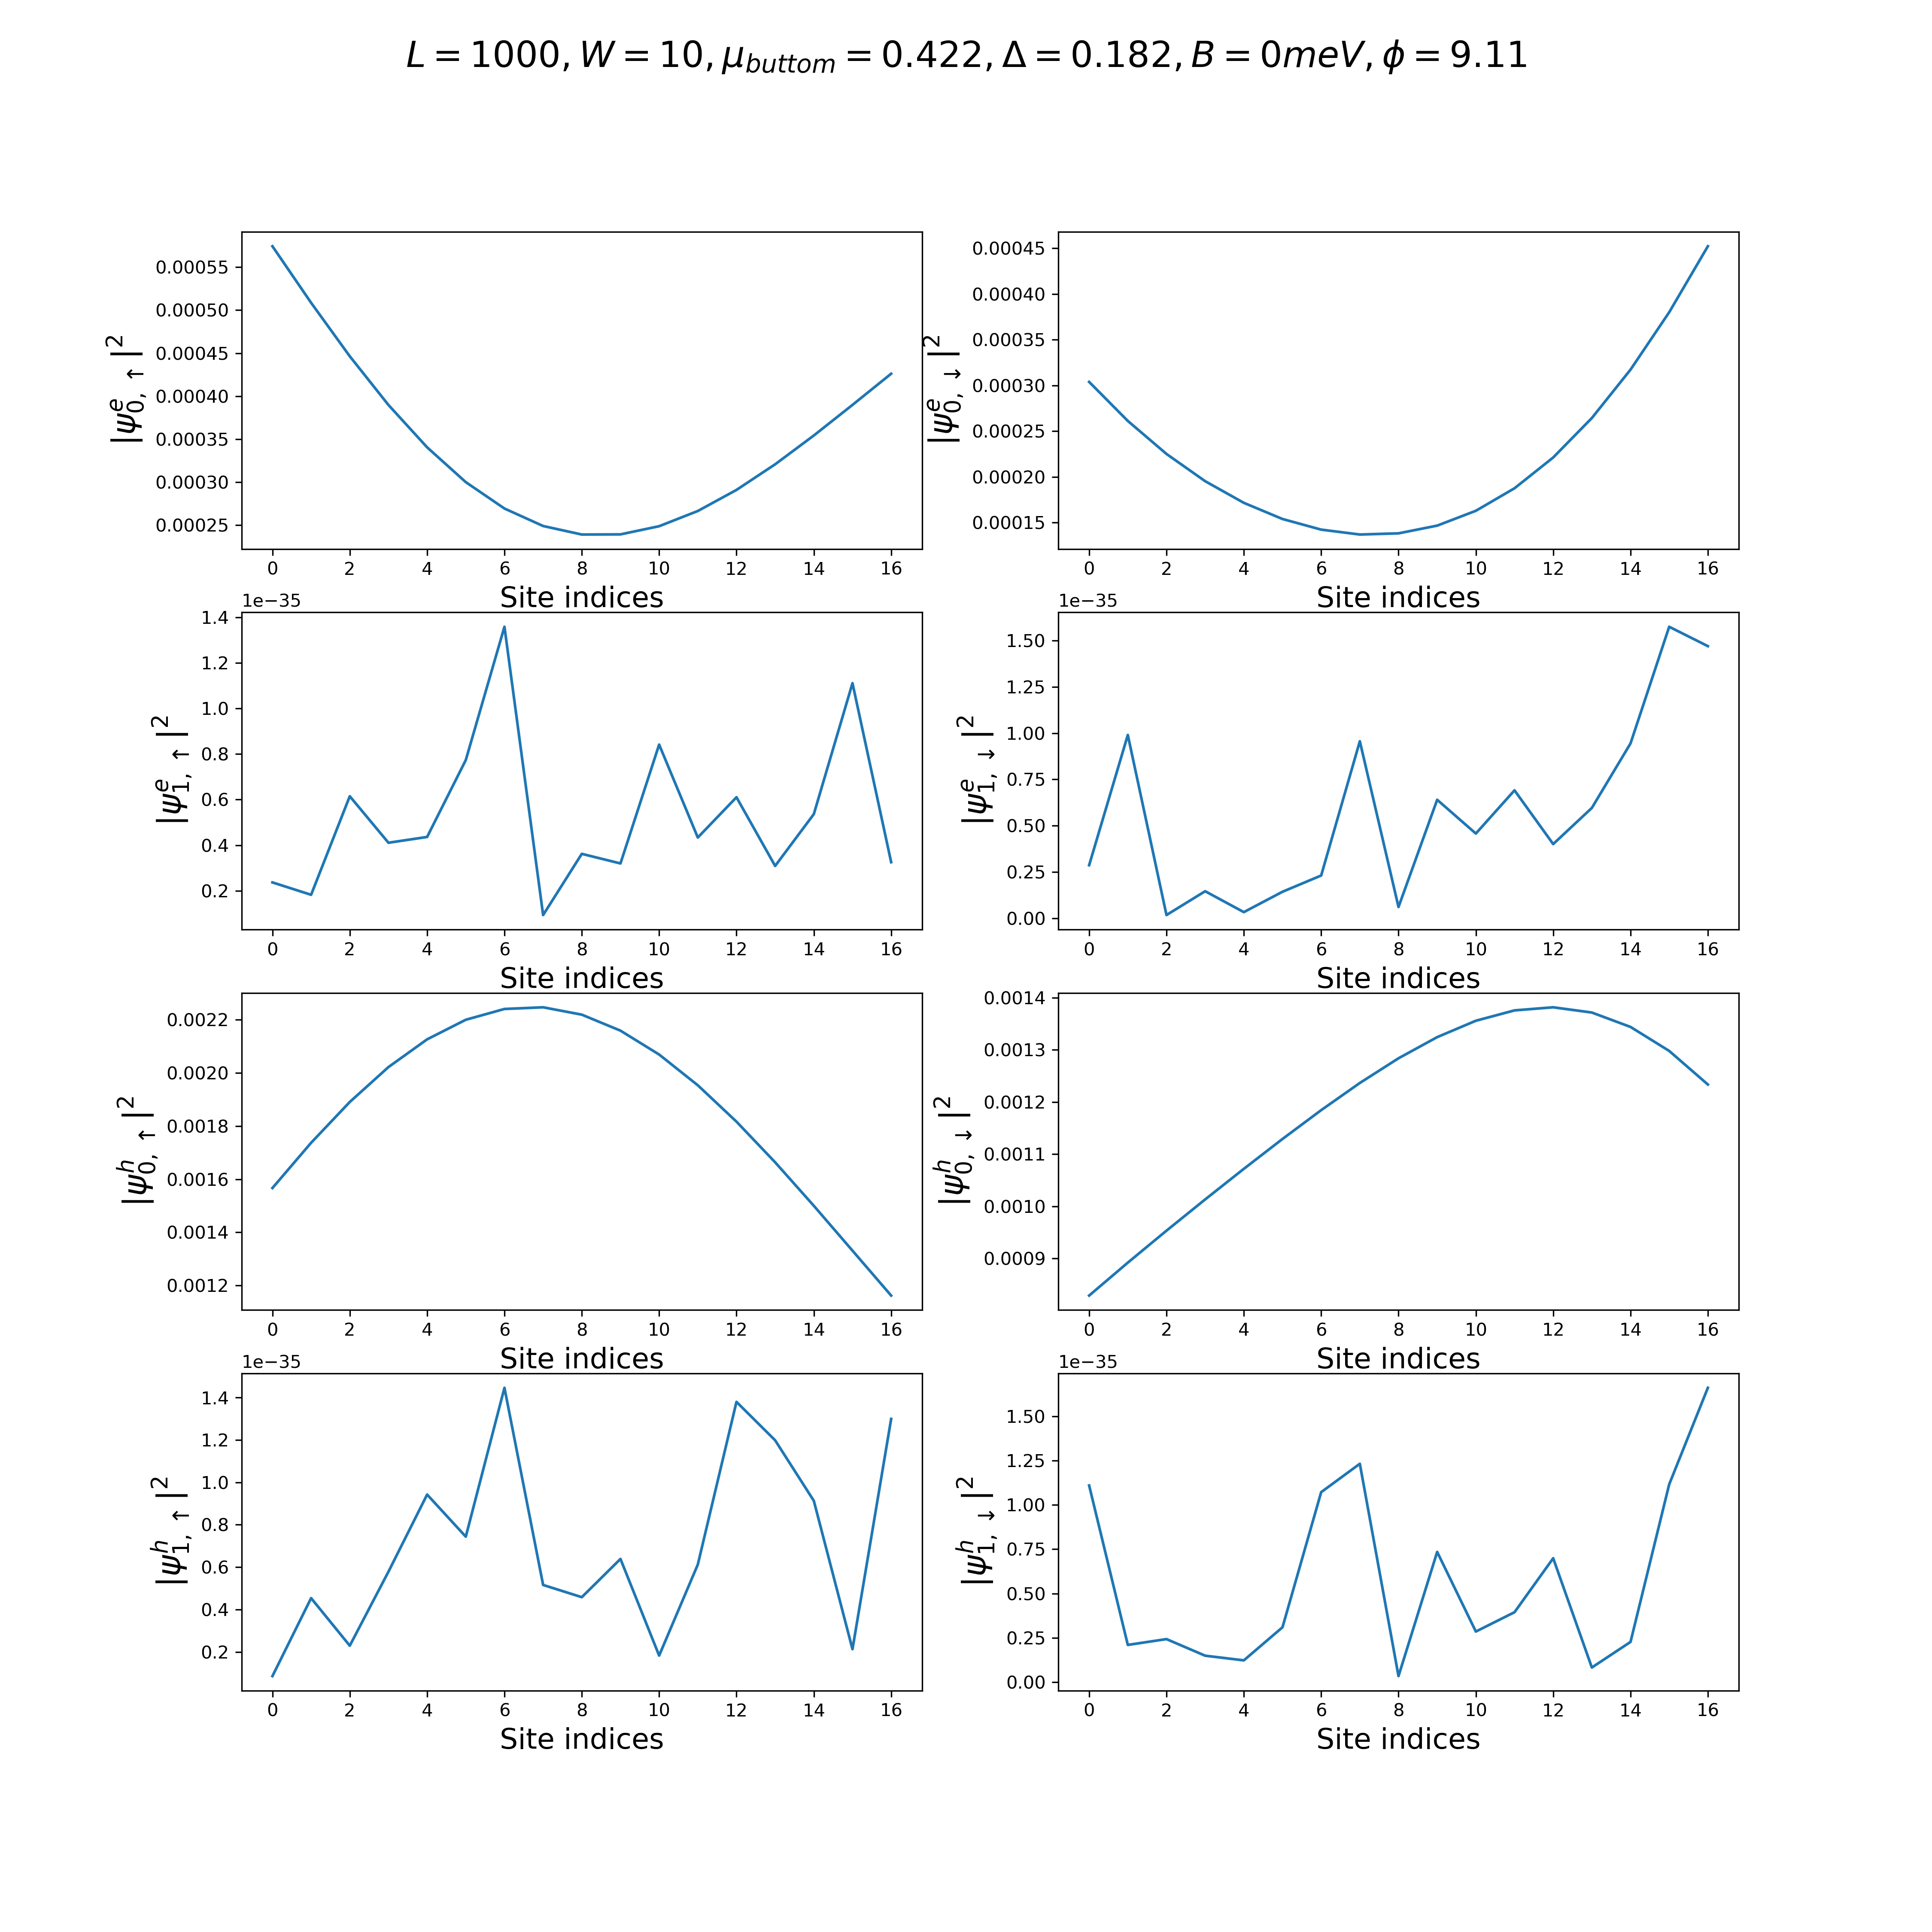 L = 1000, W = 10, μ_buttom = 0.422, Δ = 0.182, B = 0meV, ϕ = 9.11
|ψ^e_{0,↑}|^2
0.00055
0.00050
0.00045
0.00040
0.00035
0.00030
0.00025
0 2 4 6 8 10 12 14 16
Site indices
|ψ^e_{0,↓}|^2
0.00045
0.00040
0.00035
0.00030
0.00025
0.00020
0.00015
0 2 4 6 8 10 12 14 16
Site indices
1e−35
|ψ^e_{1,↑}|^2
1.4
1.2
1.0
0.8
0.6
0.4
0.2
0 2 4 6 8 10 12 14 16
Site indices
1e−35
|ψ^e_{1,↓}|^2
1.50
1.25
1.00
0.75
0.50
0.25
0.00
0 2 4 6 8 10 12 14 16
Site indices
|ψ^h_{0,↑}|^2
0.0022
0.0020
0.0018
0.0016
0.0014
0.0012
0 2 4 6 8 10 12 14 16
Site indices
|ψ^h_{0,↓}|^2
0.0014
0.0013
0.0012
0.0011
0.0010
0.0009
0 2 4 6 8 10 12 14 16
Site indices
1e−35
|ψ^h_{1,↑}|^2
1.4
1.2
1.0
0.8
0.6
0.4
0.2
0 2 4 6 8 10 12 14 16
Site indices
1e−35
|ψ^h_{1,↓}|^2
1.50
1.25
1.00
0.75
0.50
0.25
0.00
0 2 4 6 8 10 12 14 16
Site indices